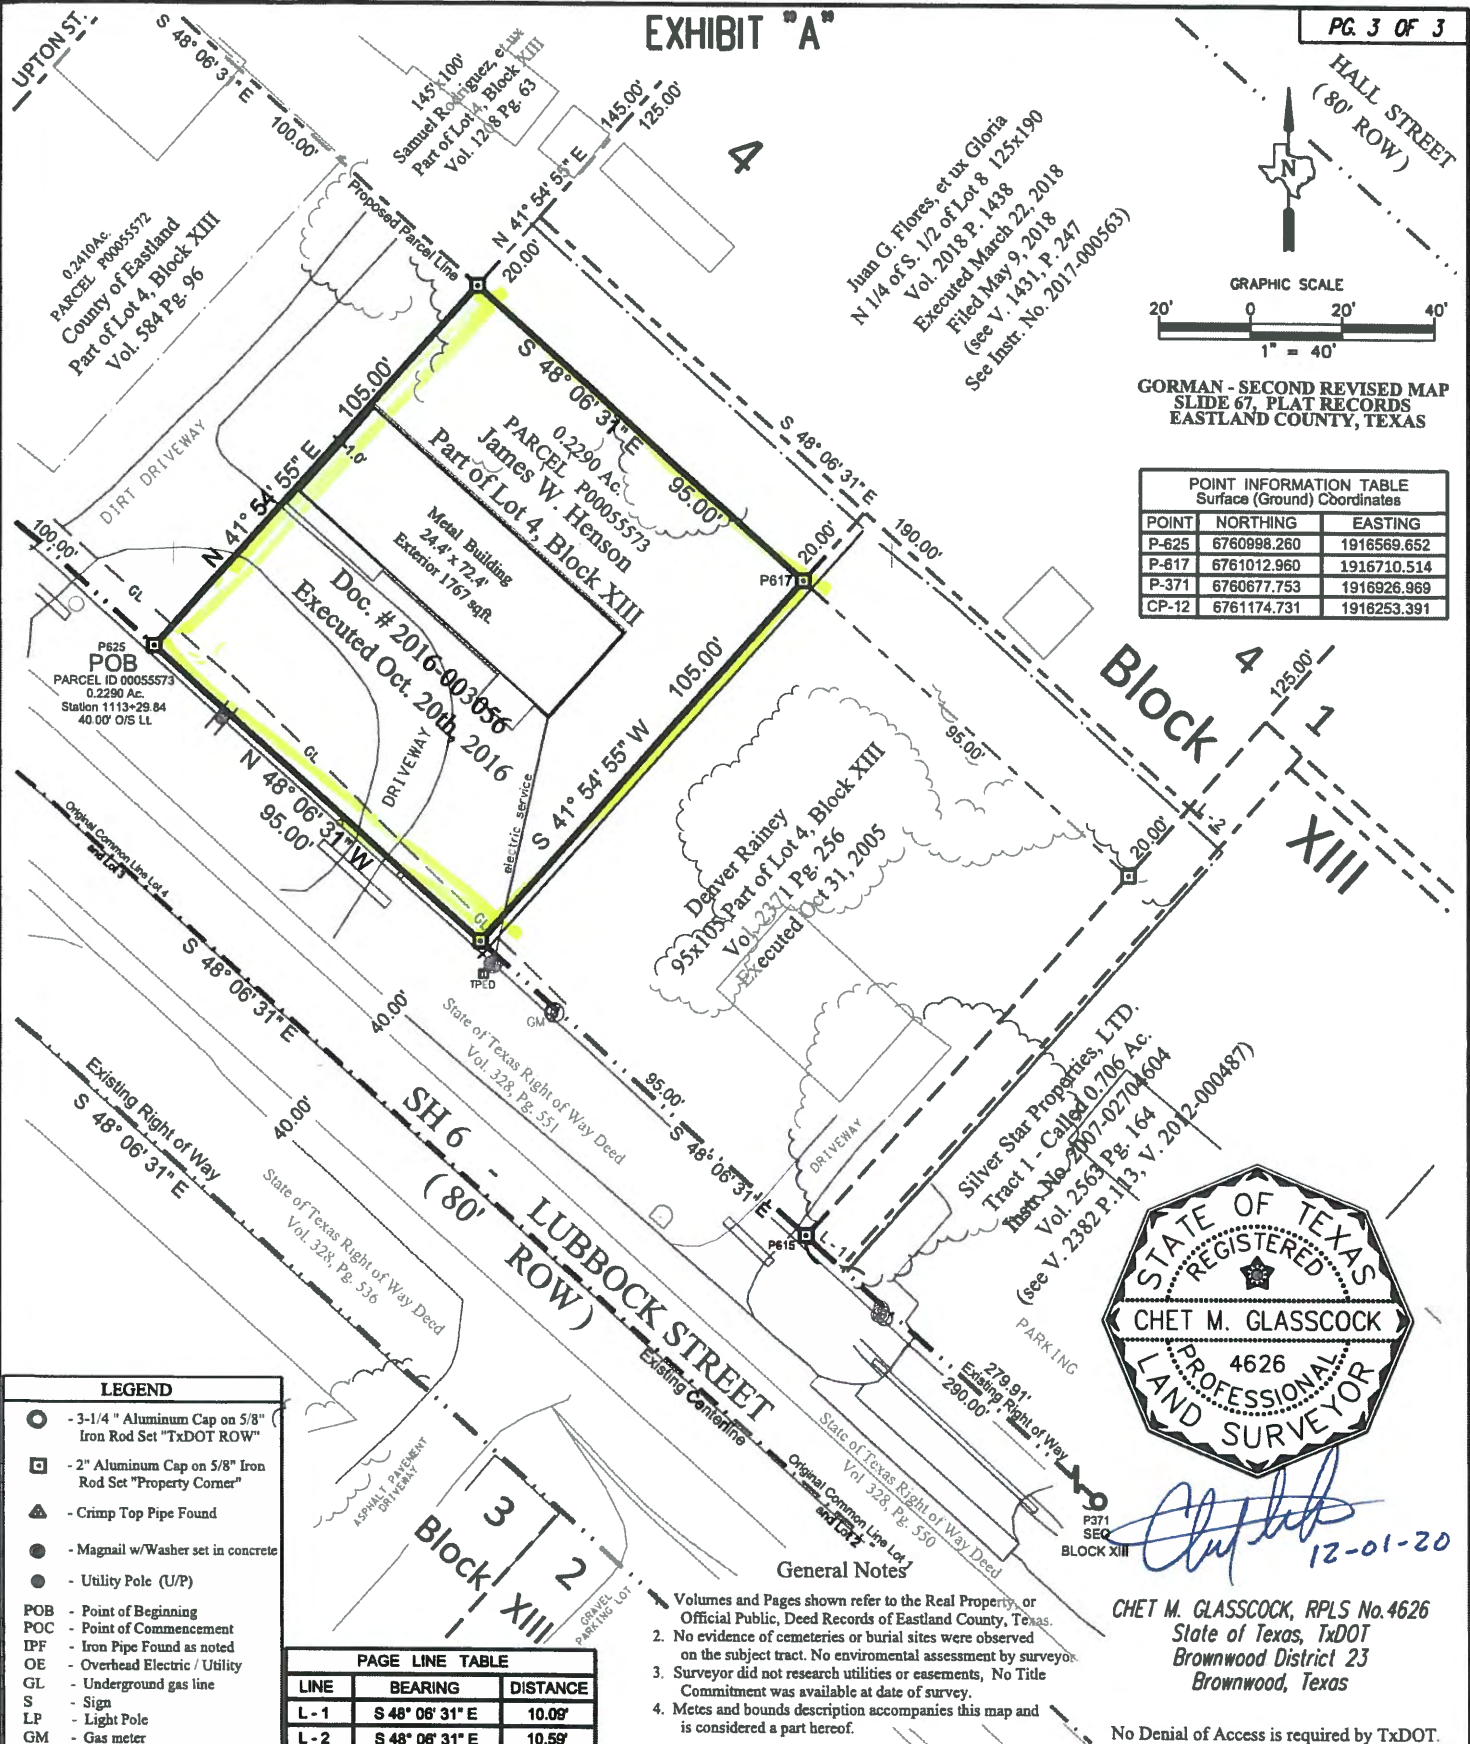 EXHIBIT "A"
PG. 3 OF 3
UPTON ST.
S 48° 06' 31" E
100.00'
145'x100'
Samuel Rodriguez, et ux
Part of Lot 4, Block XIII
Vol. 1208 Pg. 63
145.00'
125.00'
4
HALL STREET
( 80' ROW )
N
GRAPHIC SCALE
20' 0 20' 40'
1" = 40'
GORMAN - SECOND REVISED MAP
SLIDE 67, PLAT RECORDS
EASTLAND COUNTY, TEXAS
Juan G. Flores, et ux Gloria
N 1/4 of S. 1/2 of Lot 8 125x190
Vol. 2018 P. 1438
Executed March 22, 2018
Filed May 9, 2018
(see V. 1431, P. 247
See Instr. No. 2017-000563)
Proposed Parcel Line
N 41° 54' 55" E
20.00'
0.2410Ac.
PARCEL P00055572
County of Eastland
Part of Lot 4, Block XIII
Vol. 584 Pg. 96
POINT INFORMATION TABLE
Surface (Ground) Coordinates
POINT NORTHING EASTING
P-625 6760998.260 1916569.652
P-617 6761012.960 1916710.514
P-371 6760677.753 1916926.969
CP-12 6761174.731 1916253.391
DIRT DRIVEWAY
105.00'
N 41° 54' 55" E
1.0'
S 48° 06' 31" E
95.00'
0.2290 Ac.
PARCEL P00055573
James W. Henson
Part of Lot 4, Block XIII
Metal Building
24.4' x 72.4'
Exterior 1767 sqft.
Doc. # 2016-003056
Executed Oct. 20th, 2016
S 48° 06' 31" E
190.00'
20.00'
P617
100.00'
GL
P625
POB
PARCEL ID 00055573
0.2290 Ac.
Station 1113+29.84
40.00' O/S Lt.
GL
N 48° 06' 31" W
95.00'
DRIVEWAY
electric service
105.00'
S 41° 54' 55" W
GL
TPED
GM
95.00'
Block
4
125.00'
1
XIII
20.00'
L - 2
Denver Rainey
95x105 Part of Lot 4, Block XIII
Vol. 2371 Pg. 256
Executed Oct 31, 2005
Original Common Line Lot 4
and Lot 3
S 48° 06' 31" E
40.00'
State of Texas Right of Way Deed
Vol. 328, Pg. 551
95.00'
S 48° 06' 31" E
DRIVEWAY
P615
L - 1
Silver Star Properties, LTD.
Tract 1 - Called 0.706 Ac.
Instr. No. 2007-02704604
Vol. 2563 Pg. 164
(see V. 2382 P.113, V. 2012-000487)
PARKING
Existing Right of Way
S 48° 06' 31" E
40.00'
State of Texas Right of Way Deed
Vol. 328, Pg. 536
SH 6 - LUBBOCK STREET
( 80' ROW )
Existing Centerline
Original Common Line Lot 1
and Lot 2
State of Texas Right of Way Deed
Vol. 328, Pg. 550
279.91'
Existing Right of Way
290.00'
P371
SEQ
BLOCK XIII
STATE OF TEXAS
REGISTERED
CHET M. GLASSCOCK
4626
PROFESSIONAL
LAND SURVEYOR
12-01-20
CHET M. GLASSCOCK, RPLS No.4626
State of Texas, TxDOT
Brownwood District 23
Brownwood, Texas
No Denial of Access is required by TxDOT.
ASPHALT PAVEMENT
DRIVEWAY
3
2
Block XIII
GRAVEL
PARKING LOT
LEGEND
- 3-1/4 " Aluminum Cap on 5/8"
Iron Rod Set "TxDOT ROW"
- 2" Aluminum Cap on 5/8" Iron
Rod Set "Property Corner"
- Crimp Top Pipe Found
- Magnail w/Washer set in concrete
- Utility Pole (U/P)
POB - Point of Beginning
POC - Point of Commencement
IPF - Iron Pipe Found as noted
OE - Overhead Electric / Utility
GL - Underground gas line
S - Sign
LP - Light Pole
GM - Gas meter
PAGE LINE TABLE
LINE BEARING DISTANCE
L - 1 S 48° 06' 31" E 10.09'
L - 2 S 48° 06' 31" E 10.59'
General Notes
Volumes and Pages shown refer to the Real Property, or
Official Public, Deed Records of Eastland County, Texas.
2. No evidence of cemeteries or burial sites were observed
on the subject tract. No enviromental assessment by surveyor.
3. Surveyor did not research utilities or easements, No Title
Commitment was available at date of survey.
4. Metes and bounds description accompanies this map and
is considered a part hereof.